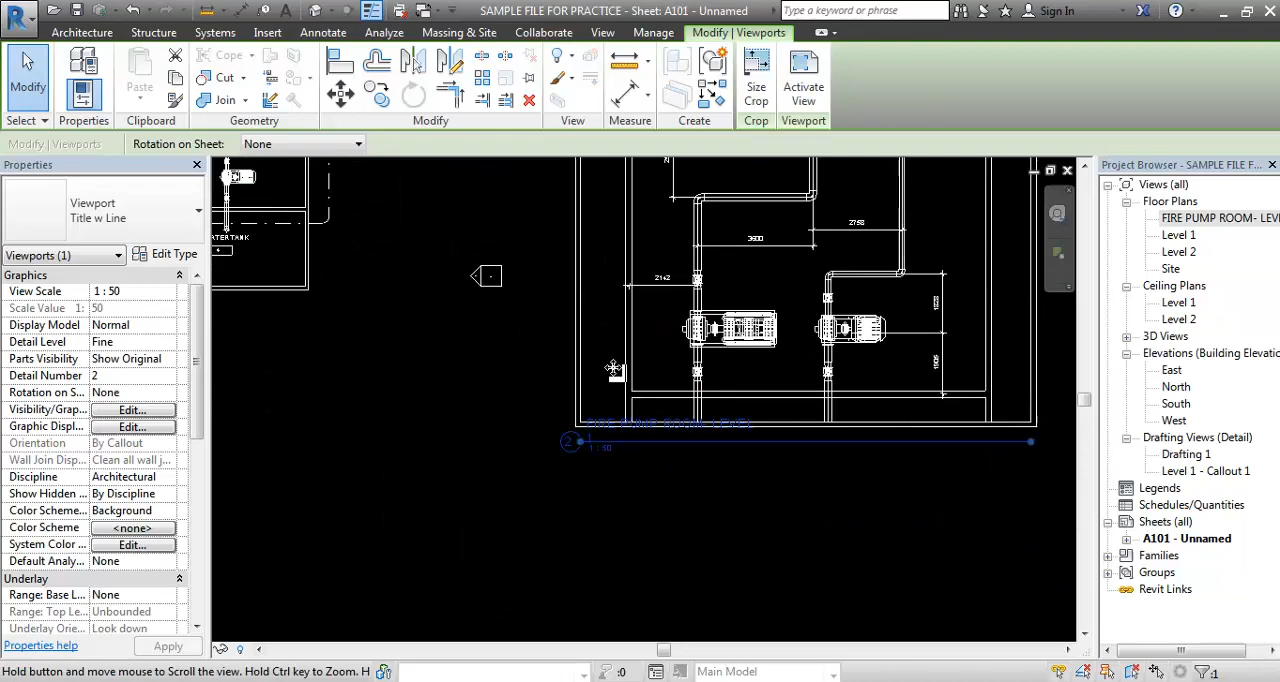 SAMPLE FILE FOR PRACTICE - Sheet: A101 - Unnamed
Type a keyword or phrase
Sign In
Architecture Structure Systems Insert Annotate Analyze Massing & Site Collaborate View Manage Modify | Viewports
Modify
Paste
Cope
Cut
Join
Size Crop
Activate View
Select Properties Clipboard Geometry Modify View Measure Create Crop Viewport
Modify | Viewports Rotation on Sheet: None
Properties
Viewport
Title w Line
Viewports (1) Edit Type
Graphics
View Scale 1 : 50
Scale Value 1: 50
Display Model Normal
Detail Level Fine
Parts Visibility Show Original
Detail Number 2
Rotation on S... None
Visibility/Grap... Edit...
Graphic Displ... Edit...
Orientation By Callout
Wall Join Disp... Clean all wall j...
Discipline Architectural
Show Hidden ... By Discipline
Color Scheme... Background
Color Scheme <none>
System Color ... Edit...
Default Analy... None
Underlay
Range: Base L... None
Range: Top Le... Unbounded
Underlay Orie... Look down
Properties help Apply
3600
2758
2142
1905
2
1 : 50
Project Browser - SAMPLE FILE F...
Views (all)
Floor Plans
FIRE PUMP ROOM- LEVE
Level 1
Level 2
Site
Ceiling Plans
Level 1
Level 2
3D Views
Elevations (Building Elevatio
East
North
South
West
Drafting Views (Detail)
Drafting 1
Level 1 - Callout 1
Legends
Schedules/Quantities
Sheets (all)
A101 - Unnamed
Families
Groups
Revit Links
Hold button and move mouse to Scroll the view. Hold Ctrl key to Zoom. H
:0
Main Model
:1